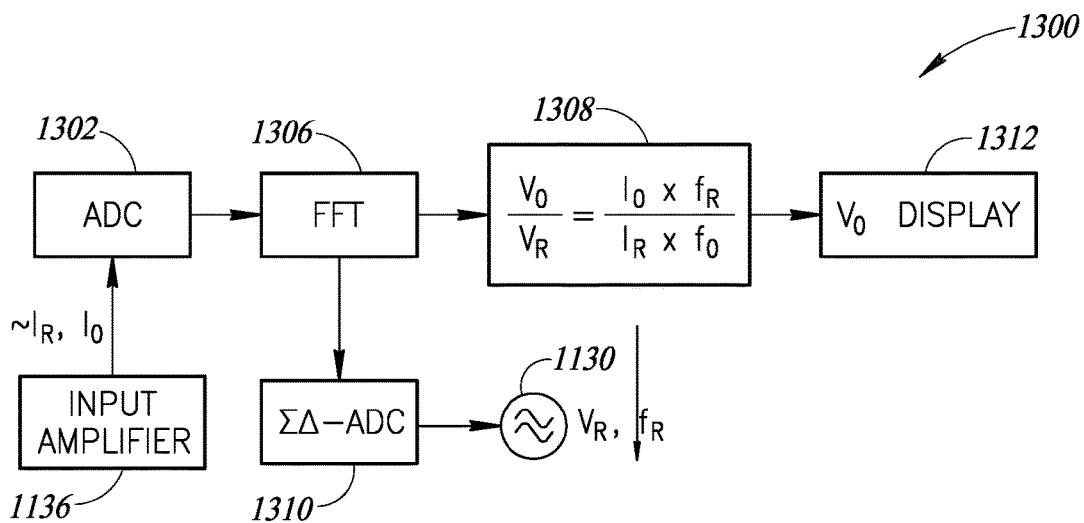 1300
1302
1306
1308
1312
ADC
FFT
V0 / VR = I0 x fR / IR x f0
V0 DISPLAY
~IR, I0
1130
INPUT
AMPLIFIER
ΣΔ-ADC
VR, fR
1136
1310